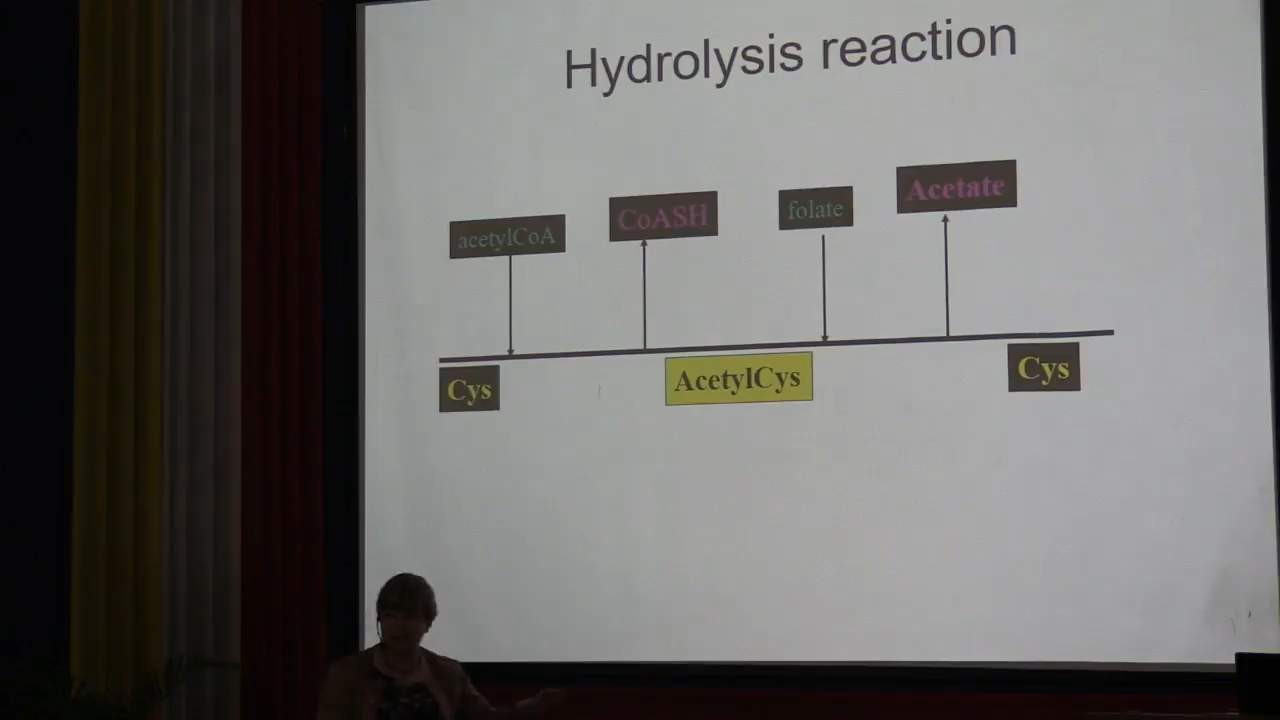 Hydrolysis reaction
acetylCoA
CoASH
folate
Acetate
Cys
AcetylCys
Cys